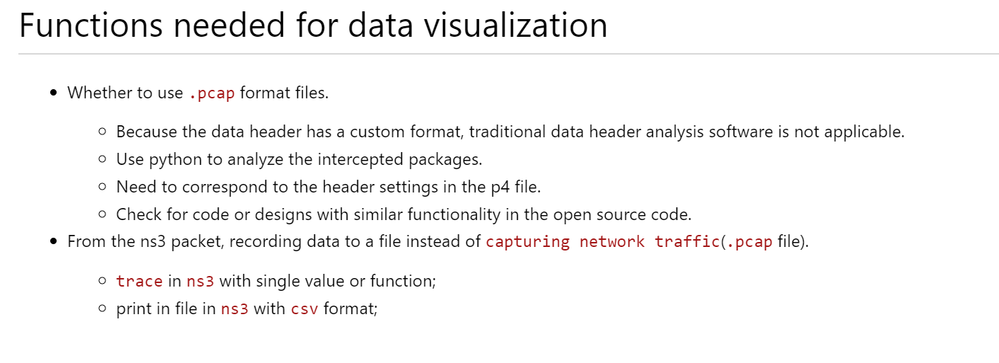 Functions needed for data visualization
Whether to use .pcap format files.
Because the data header has a custom format, traditional data header analysis software is not applicable.
Use python to analyze the intercepted packages.
Need to correspond to the header settings in the p4 file.
Check for code or designs with similar functionality in the open source code.
From the ns3 packet, recording data to a file instead of capturing network traffic(.pcap file).
trace in ns3 with single value or function;
print in file in ns3 with csv format;